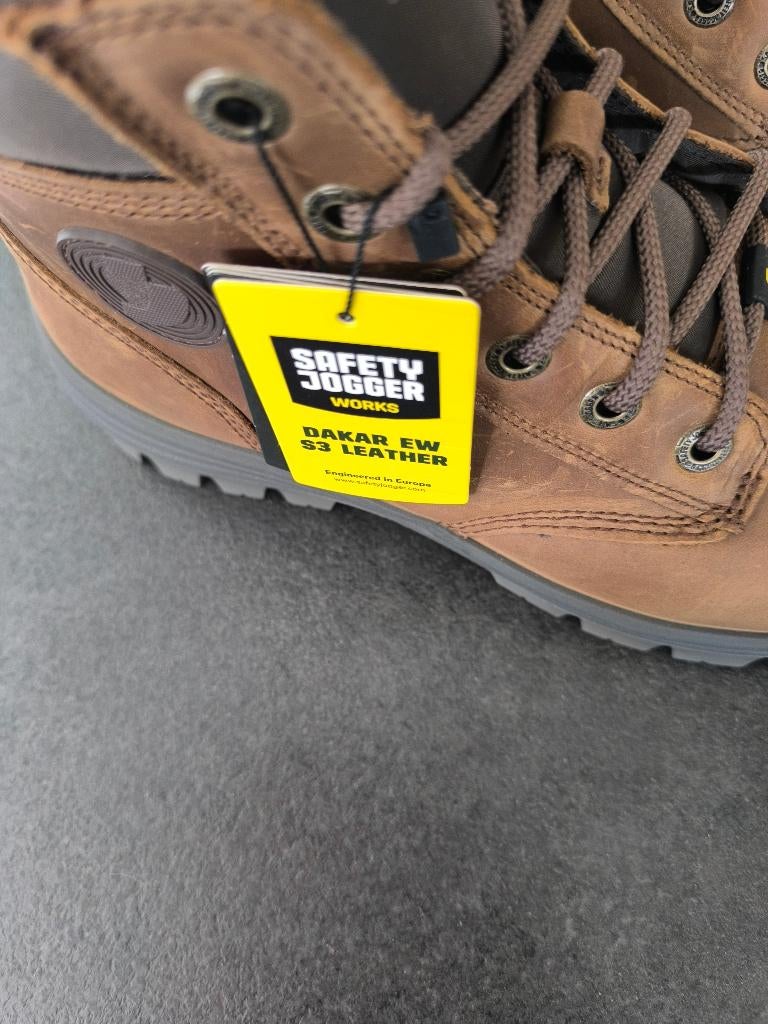 SAFETY
JOGGER
WORKS
DAKAR EW
S3 LEATHER
Engineered in Europe
www.safetyjogger.com